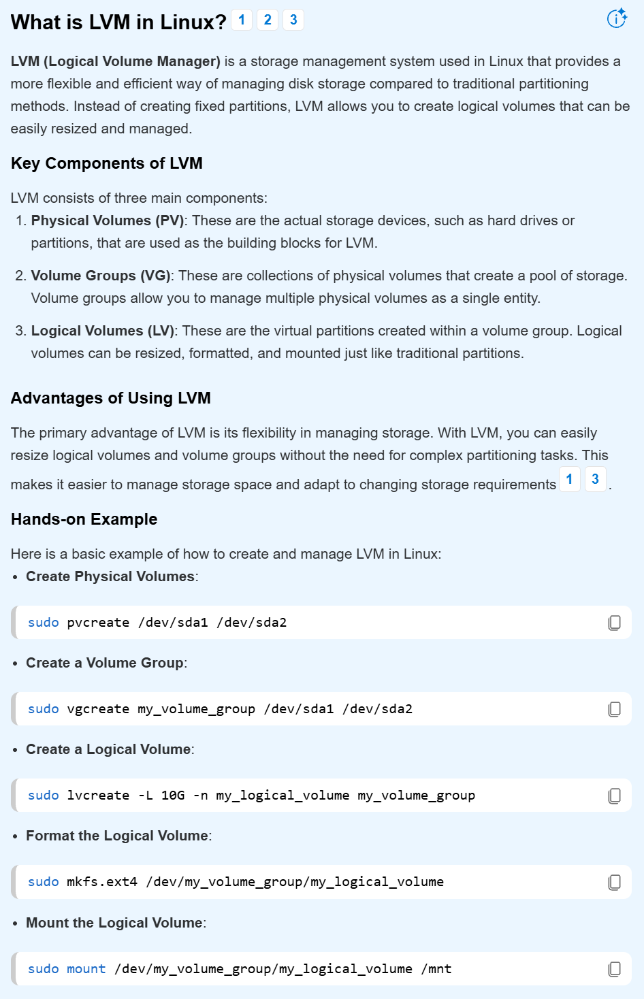 What is LVM in Linux? 1 2 3
LVM (Logical Volume Manager) is a storage management system used in Linux that provides a
more flexible and efficient way of managing disk storage compared to traditional partitioning
methods. Instead of creating fixed partitions, LVM allows you to create logical volumes that can be
easily resized and managed.
Key Components of LVM
LVM consists of three main components:
1. Physical Volumes (PV): These are the actual storage devices, such as hard drives or
partitions, that are used as the building blocks for LVM.
2. Volume Groups (VG): These are collections of physical volumes that create a pool of storage.
Volume groups allow you to manage multiple physical volumes as a single entity.
3. Logical Volumes (LV): These are the virtual partitions created within a volume group. Logical
volumes can be resized, formatted, and mounted just like traditional partitions.
Advantages of Using LVM
The primary advantage of LVM is its flexibility in managing storage. With LVM, you can easily
resize logical volumes and volume groups without the need for complex partitioning tasks. This
makes it easier to manage storage space and adapt to changing storage requirements 1 3 .
Hands-on Example
Here is a basic example of how to create and manage LVM in Linux:
• Create Physical Volumes:
sudo pvcreate /dev/sda1 /dev/sda2
• Create a Volume Group:
sudo vgcreate my_volume_group /dev/sda1 /dev/sda2
• Create a Logical Volume:
sudo lvcreate -L 10G -n my_logical_volume my_volume_group
• Format the Logical Volume:
sudo mkfs.ext4 /dev/my_volume_group/my_logical_volume
• Mount the Logical Volume:
sudo mount /dev/my_volume_group/my_logical_volume /mnt